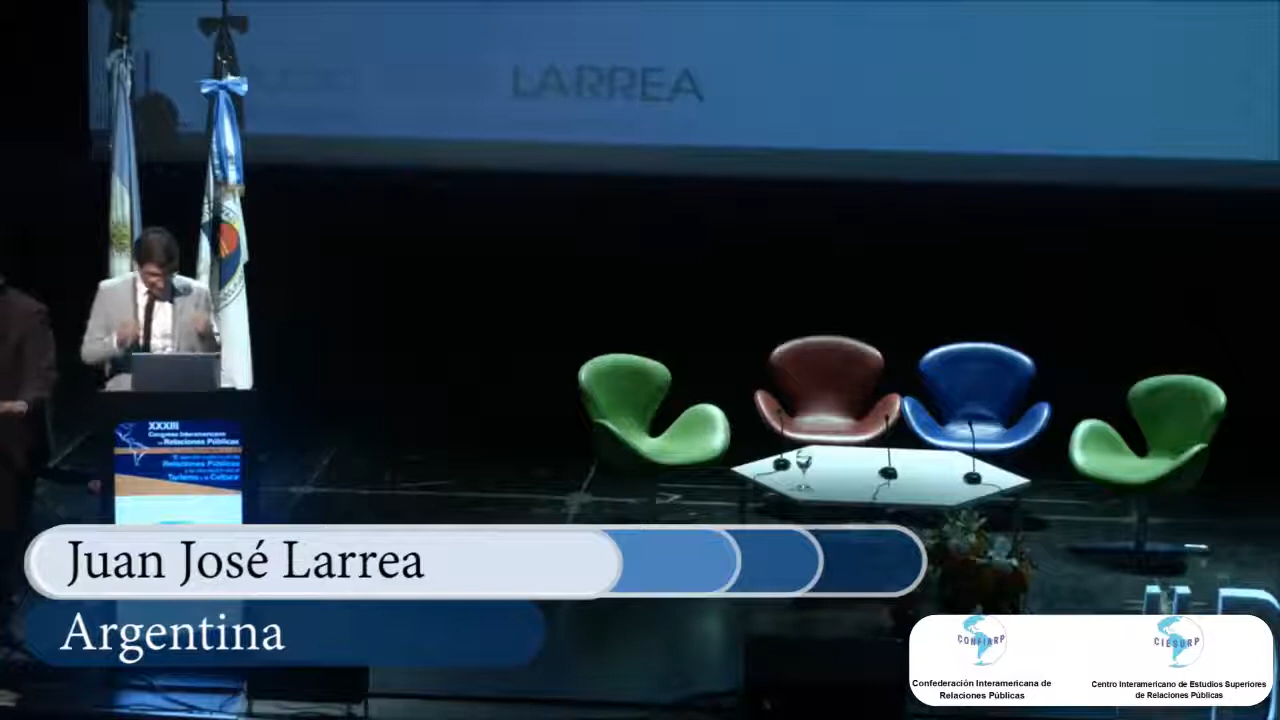 LARREA
XXXIII
Congreso Interamericano
de Relaciones Públicas
Relaciones Públicas
Turismo y la Cultura
Juan José Larrea
Argentina
CONFIARP
Confederación Interamericana de
Relaciones Públicas
CIESURP
Centro Interamericano de Estudios Superiores
de Relaciones Públicas